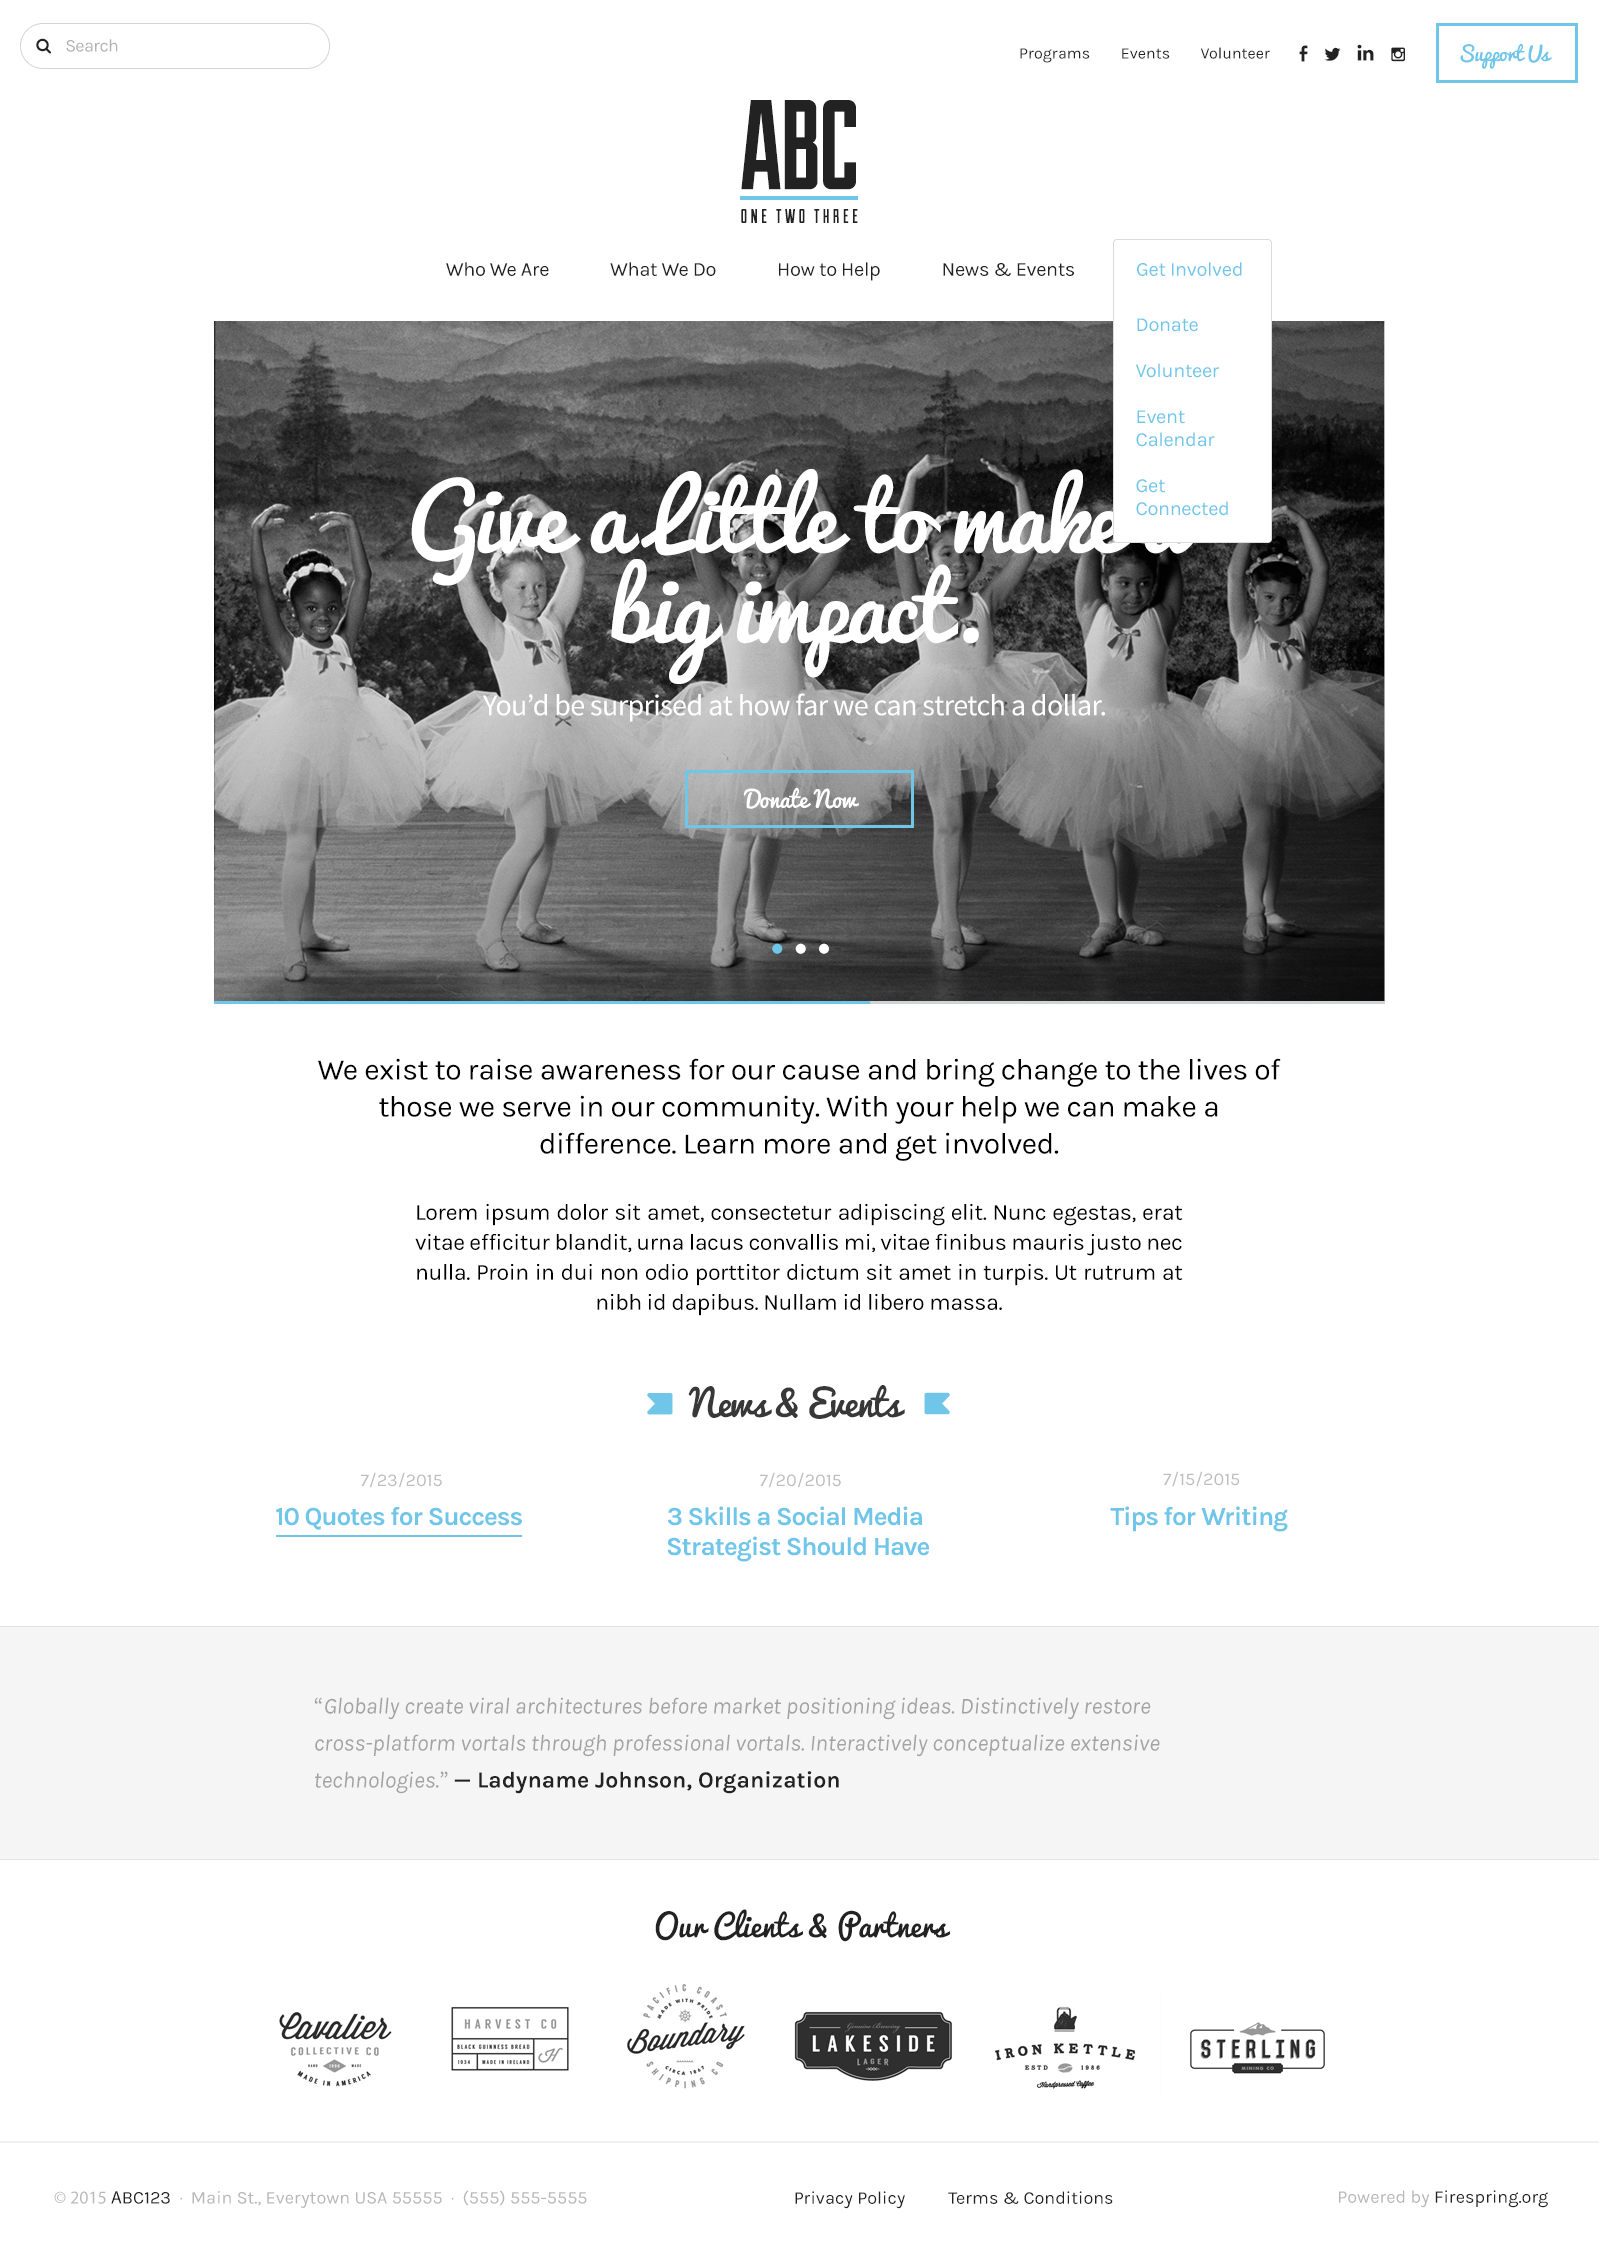 Search
Programs Events Volunteer
Support Us
ABC
ONE TWO THREE
Who We Are What We Do How to Help News & Events Get Involved
Donate
Volunteer
Event
Calendar
Get
Connected
Give a Little to make a
big impact.
You’d be surprised at how far we can stretch a dollar.
Donate Now
We exist to raise awareness for our cause and bring change to the lives of
those we serve in our community. With your help we can make a
difference. Learn more and get involved.
Lorem ipsum dolor sit amet, consectetur adipiscing elit. Nunc egestas, erat
vitae efficitur blandit, urna lacus convallis mi, vitae finibus mauris justo nec
nulla. Proin in dui non odio porttitor dictum sit amet in turpis. Ut rutrum at
nibh id dapibus. Nullam id libero massa.
News & Events
7/23/2015
10 Quotes for Success
7/20/2015
3 Skills a Social Media
Strategist Should Have
7/15/2015
Tips for Writing
“Globally create viral architectures before market positioning ideas. Distinctively restore
cross-platform vortals through professional vortals. Interactively conceptualize extensive
technologies.” — Ladyname Johnson, Organization
Our Clients & Partners
Cavalier
COLLECTIVE CO
HAND MADE
MADE IN AMERICA
HARVEST CO
BLACK GUINNESS BREAD
1034 MADE IN IRELAND
H
PACIFIC COAST
MADE WITH PRIDE
Boundary
CIRCA 1967
SHIPPING CO
Genuine Brewing
LAKESIDE
LAGER
IRON KETTLE
ESTD 1986
Handpressed Coffee
STERLING
MINING CO
© 2015 ABC123 · Main St., Everytown USA 55555 · (555) 555-5555
Privacy Policy Terms & Conditions
Powered by Firespring.org